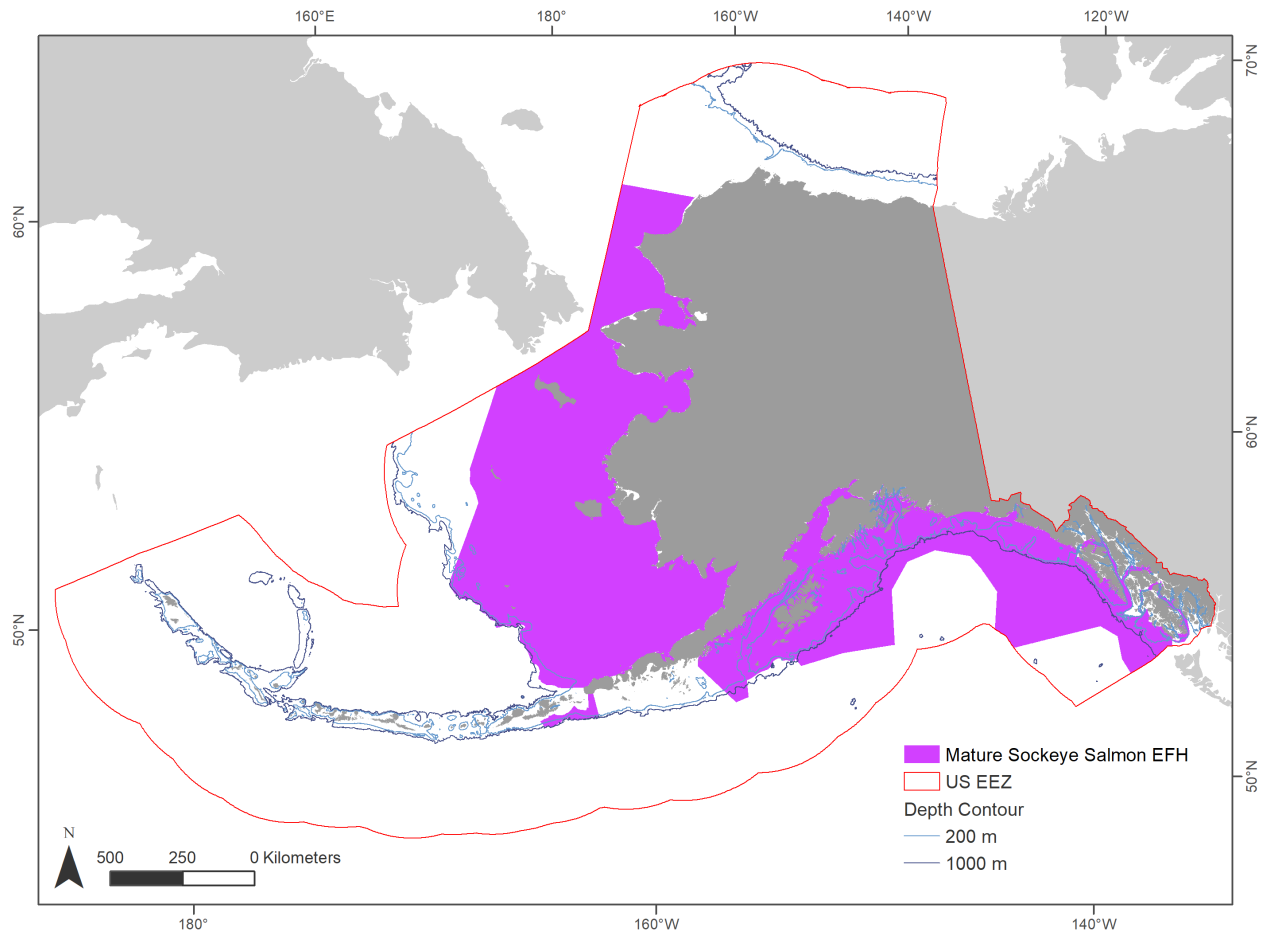 160°E 180° 160°W 140°W 120°W
70°N
60°N
60°N
50°N
50°N
Mature Sockeye Salmon EFH
US EEZ
Depth Contour
200 m
1000 m
N
500 250 0 Kilometers
180° 160°W 140°W